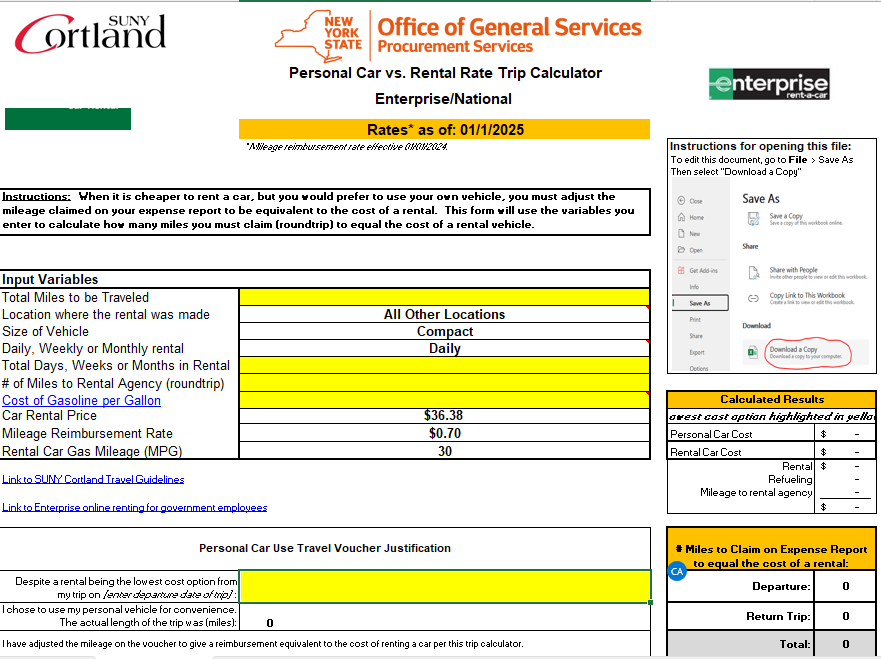 SUNY
Cortland
NEW
YORK
STATE
Office of General Services
Procurement Services
Personal Car vs. Rental Rate Trip Calculator
Enterprise/National
enterprise
rent-a-car
Rates* as of: 01/1/2025
*Mileage reimbursement rate effective 01/01/2024.
Instructions: When it is cheaper to rent a car, but you would prefer to use your own vehicle, you must adjust the
mileage claimed on your expense report to be equivalent to the cost of a rental. This form will use the variables you
enter to calculate how many miles you must claim (roundtrip) to equal the cost of a rental vehicle.
Instructions for opening this file:
To edit this document, go to File > Save As
Then select "Download a Copy"
Close
Home
New
Open
Get Add-ins
Info
Save As
Print
Share
Export
Options
Save As
Save a Copy
Save a copy of this workbook online.
Share
Share with People
Invite other people to view or edit this workbook.
Copy Link to This Workbook
Create a link to view or edit this workbook.
Download
Download a Copy
Download a copy to your computer.
Input Variables
Total Miles to be Traveled
Location where the rental was made All Other Locations
Size of Vehicle Compact
Daily, Weekly or Monthly rental Daily
Total Days, Weeks or Months in Rental
# of Miles to Rental Agency (roundtrip)
Cost of Gasoline per Gallon
Car Rental Price $36.38
Mileage Reimbursement Rate $0.70
Rental Car Gas Mileage (MPG) 30
Link to SUNY Cortland Travel Guidelines
Link to Enterprise online renting for government employees
Calculated Results
cost option highlighted in
Personal Car Cost $ -
Rental Car Cost $ -
Rental $ -
Refueling -
Mileage to rental agency -
$ -
Personal Car Use Travel Voucher Justification
Despite a rental being the lowest cost option from
my trip on [enter departure date of trip] :
I chose to use my personal vehicle for convenience.
The actual length of the trip was (miles): 0
I have adjusted the mileage on the voucher to give a reimbursement equivalent to the cost of renting a car per this trip calculator.
# Miles to Claim on Expense Report
to equal the cost of a rental:
CA
Departure: 0
Return Trip: 0
Total: 0